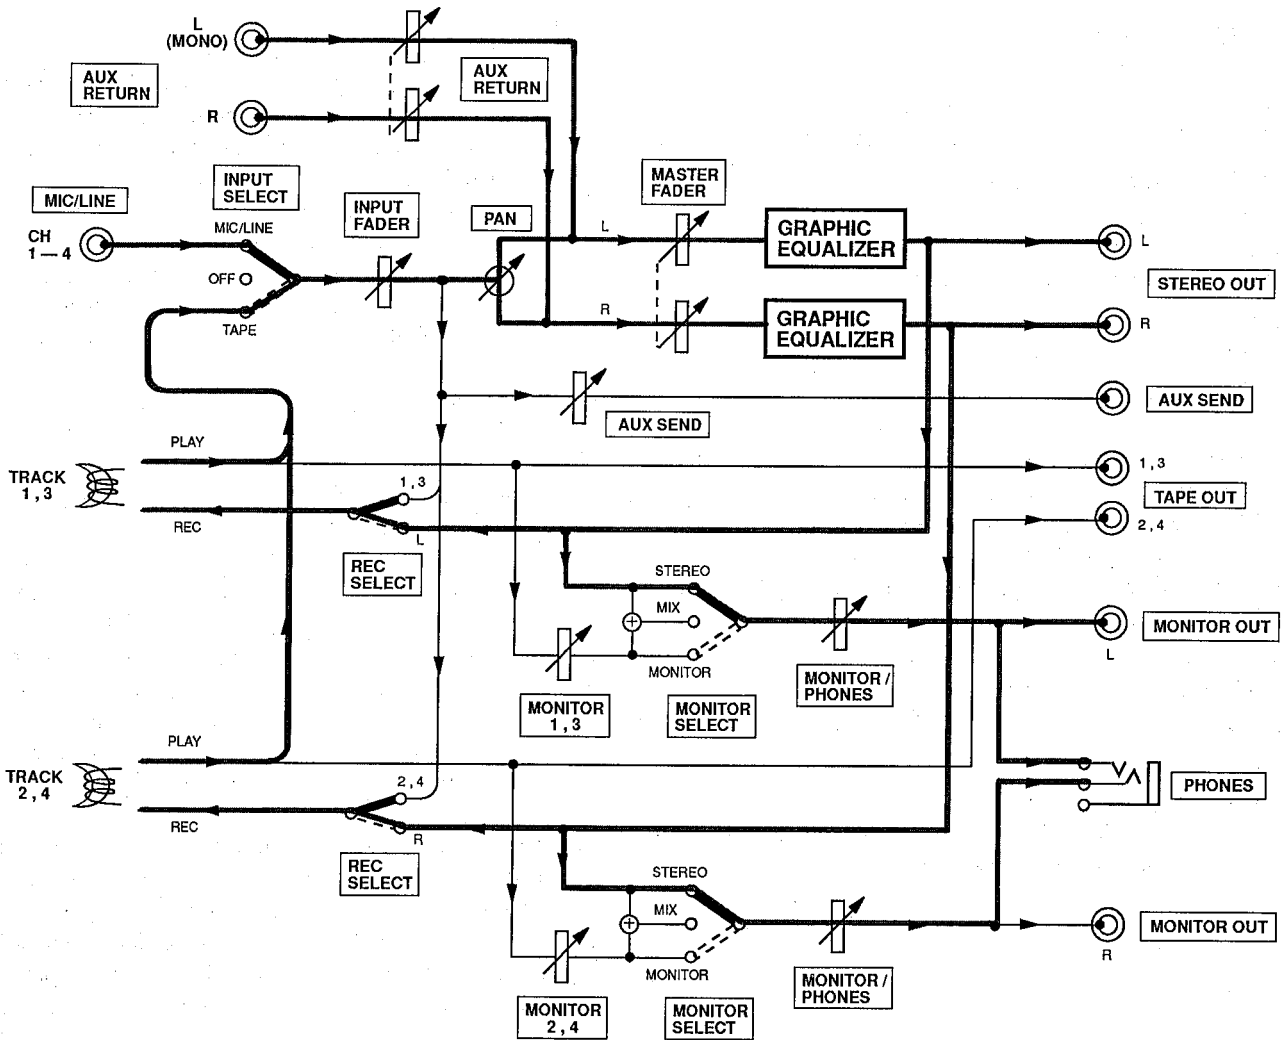 L
(MONO)
AUX
RETURN
AUX
RETURN
R
MIC/LINE
INPUT
SELECT
INPUT
FADER
PAN
MASTER
FADER
CH
1—4
MIC/LINE
OFF
TAPE
L
R
GRAPHIC
EQUALIZER
GRAPHIC
EQUALIZER
L
STEREO OUT
R
AUX SEND
AUX SEND
PLAY
TRACK
1,3
REC
1,3
L
REC
SELECT
1,3
TAPE OUT
2,4
STEREO
MIX
MONITOR
MONITOR
1,3
MONITOR
SELECT
MONITOR /
PHONES
MONITOR OUT
L
PLAY
TRACK
2,4
REC
2,4
R
REC
SELECT
PHONES
STEREO
MIX
MONITOR
MONITOR
2,4
MONITOR
SELECT
MONITOR /
PHONES
MONITOR OUT
R